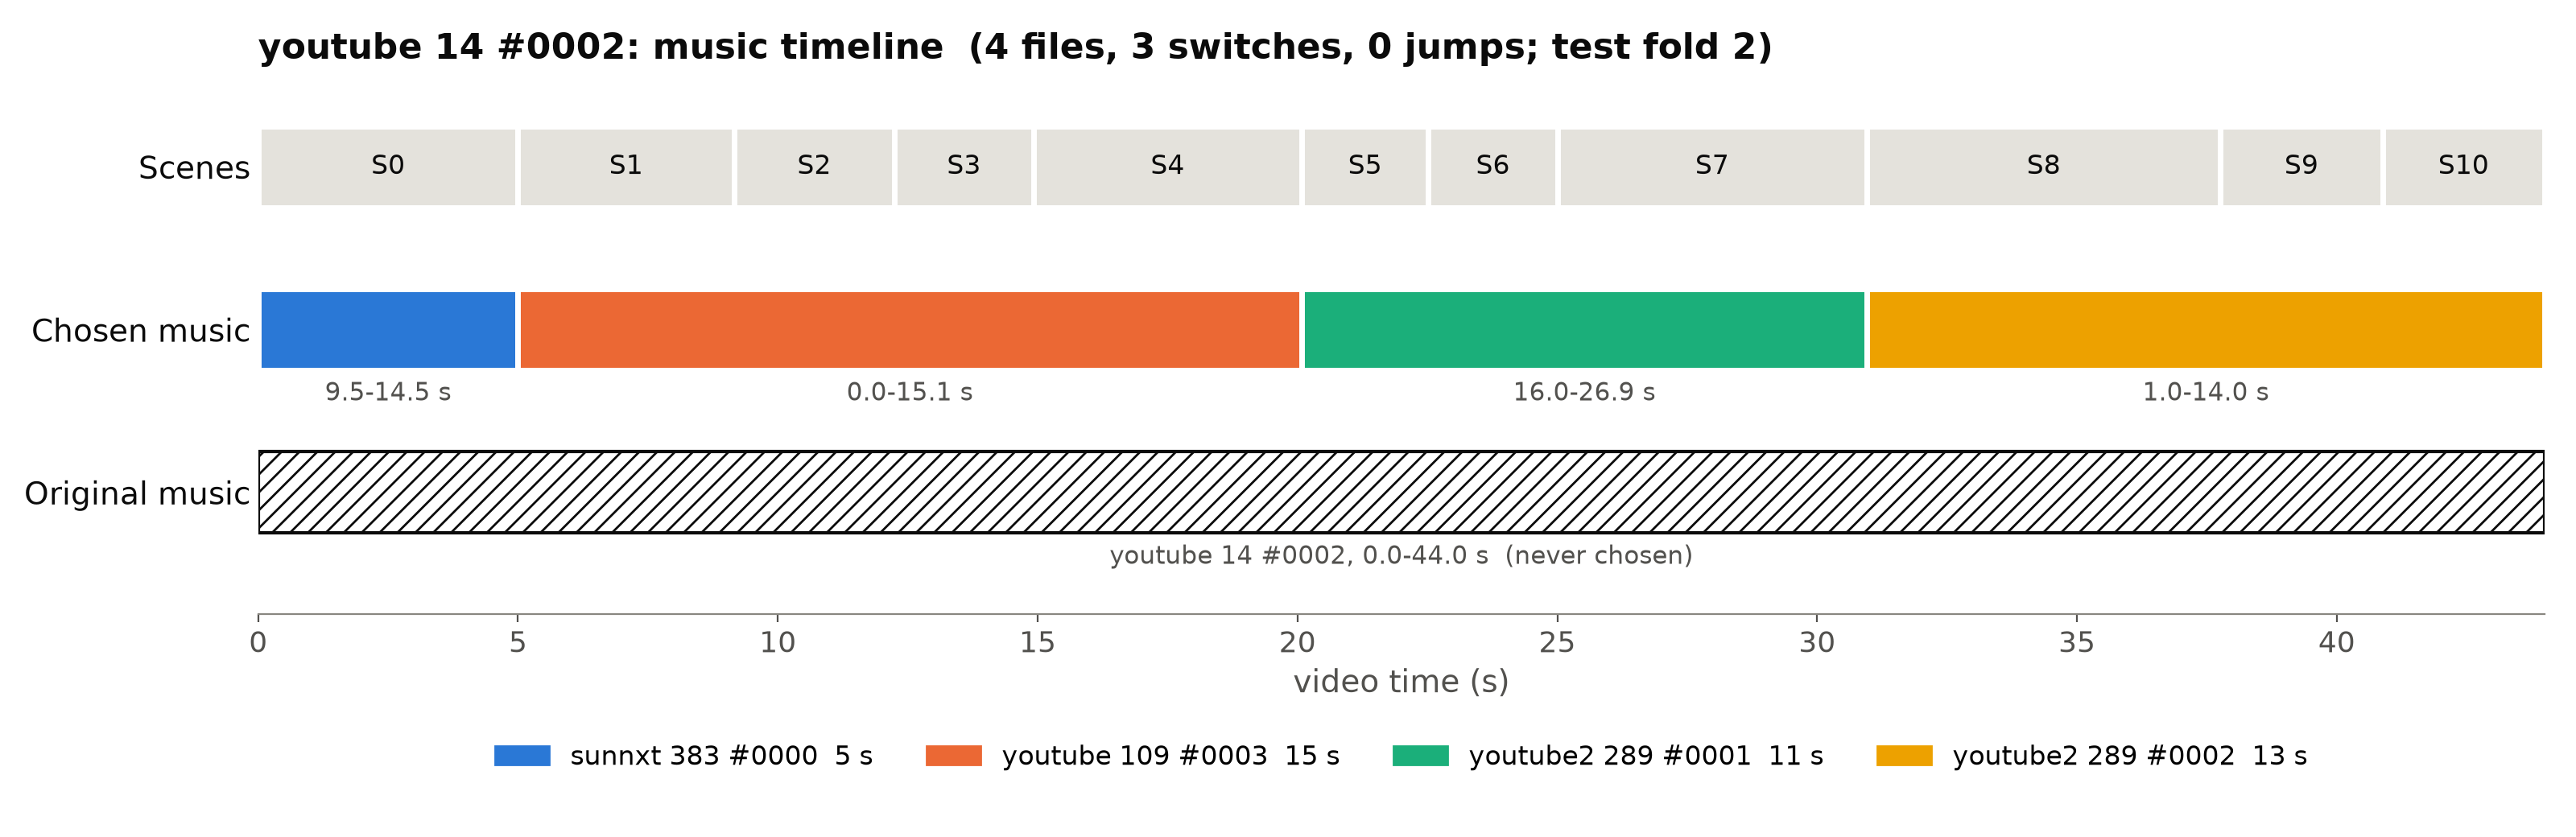 youtube 14 #0002: music timeline  (4 files, 3 switches, 0 jumps; test fold 2)
Scenes
S0 S1 S2 S3 S4 S5 S6 S7 S8 S9 S10
Chosen music
9.5-14.5 s 0.0-15.1 s 16.0-26.9 s 1.0-14.0 s
Original music
youtube 14 #0002, 0.0-44.0 s  (never chosen)
0 5 10 15 20 25 30 35 40
video time (s)
sunnxt 383 #0000  5 s youtube 109 #0003  15 s youtube2 289 #0001  11 s youtube2 289 #0002  13 s